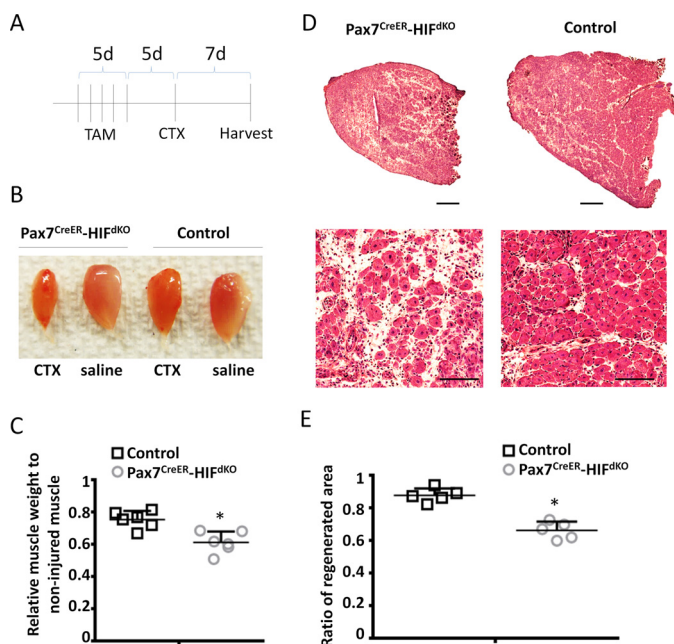 A
5d 5d 7d
TAM CTX Harvest
B
Pax7CreER-HIFdKO Control
CTX saline CTX saline
C
Control
Pax7CreER-HIFdKO
Relative muscle weight to
non-injured muscle
1
0.8
0.6
0.4
0.2
0
*
D
Pax7CreER-HIFdKO Control
E
Control
Pax7CreER-HIFdKO
Ratio of regenerated area
1
0.8
0.6
0.4
0.2
0
*